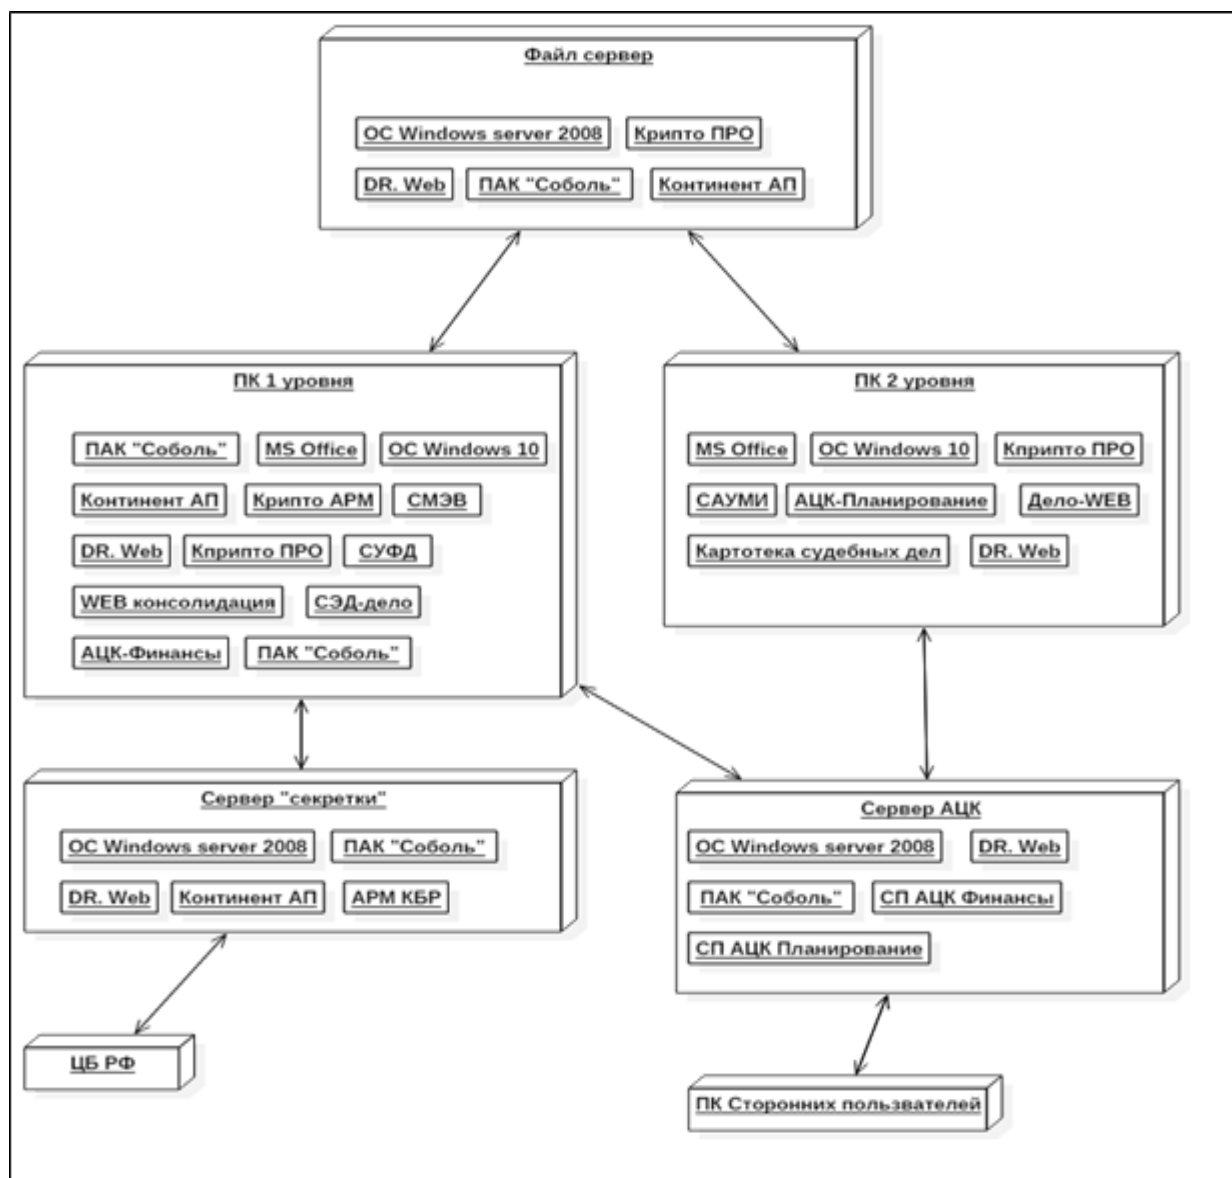 Файл сервер
ОС Windows server 2008 Крипто ПРО
DR. Web ПАК "Соболь" Континент АП
ПК 1 уровня
ПАК "Соболь" MS Office ОС Windows 10
Континент АП Крипто АРМ СМЭВ
DR. Web Кприпто ПРО СУФД
WEB консолидация СЭД-дело
АЦК-Финансы ПАК "Соболь"
ПК 2 уровня
MS Office ОС Windows 10 Кприпто ПРО
САУМИ АЦК-Планирование Дело-WEB
Картотека судебных дел DR. Web
Сервер "секретки"
ОС Windows server 2008 ПАК "Соболь"
DR. Web Континент АП АРМ КБР
Сервер АЦК
ОС Windows server 2008 DR. Web
ПАК "Соболь" СП АЦК Финансы
СП АЦК Планирование
ЦБ РФ
ПК Сторонних ползвателей